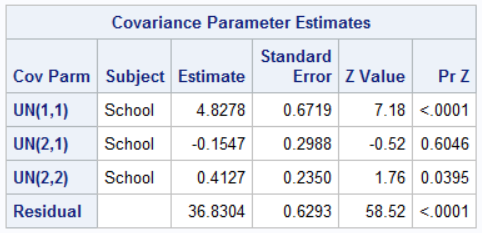 Covariance Parameter Estimates
Cov Parm Subject Estimate Standard Error Z Value Pr Z
UN(1,1) School 4.8278 0.6719 7.18 <.0001
UN(2,1) School -0.1547 0.2988 -0.52 0.6046
UN(2,2) School 0.4127 0.2350 1.76 0.0395
Residual 36.8304 0.6293 58.52 <.0001